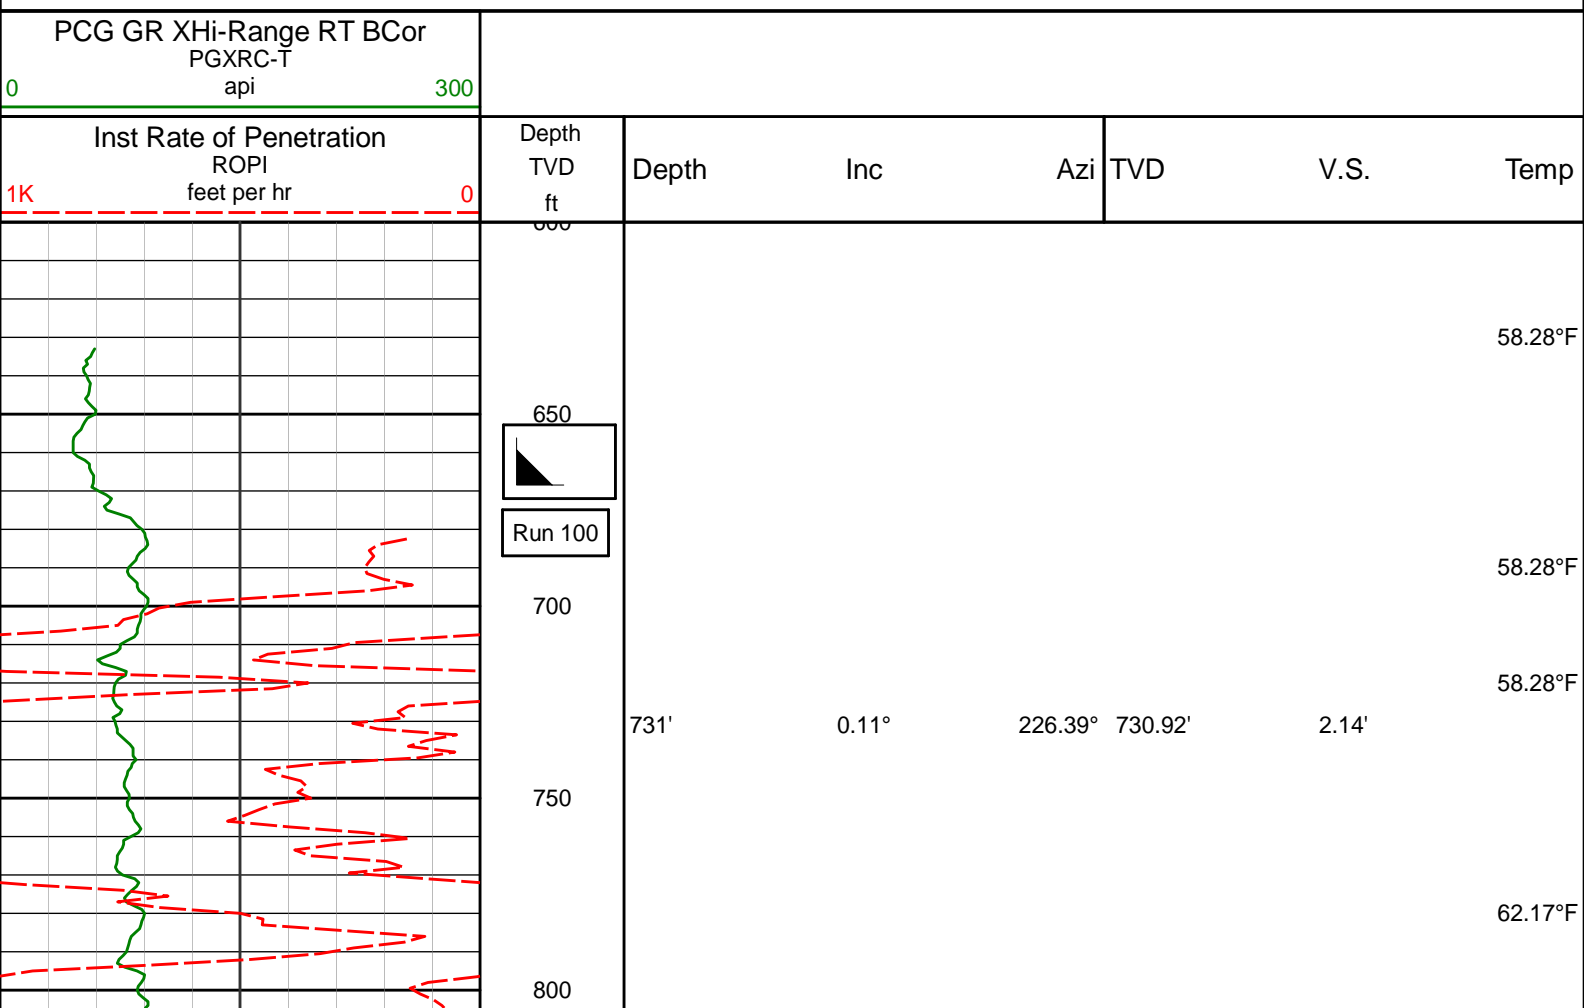 PCG GR XHi-Range RT BCor
PGXRC-T
0 api 300
Inst Rate of Penetration
ROPI
1K feet per hr 0
Depth
TVD
ft
Depth Inc Azi TVD V.S. Temp
600
58.28°F
650
Run 100
58.28°F
700
58.28°F
731' 0.11° 226.39° 730.92' 2.14'
750
62.17°F
800